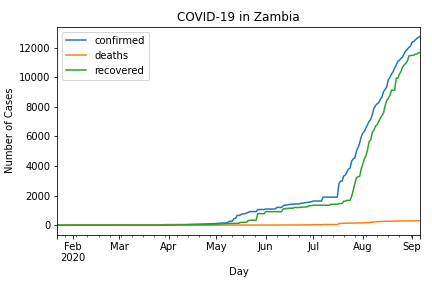 COVID-19 in Zambia
confirmed
deaths
recovered
Number of Cases
12000
10000
8000
6000
4000
2000
0
Feb Mar Apr May Jun Jul Aug Sep
2020
Day